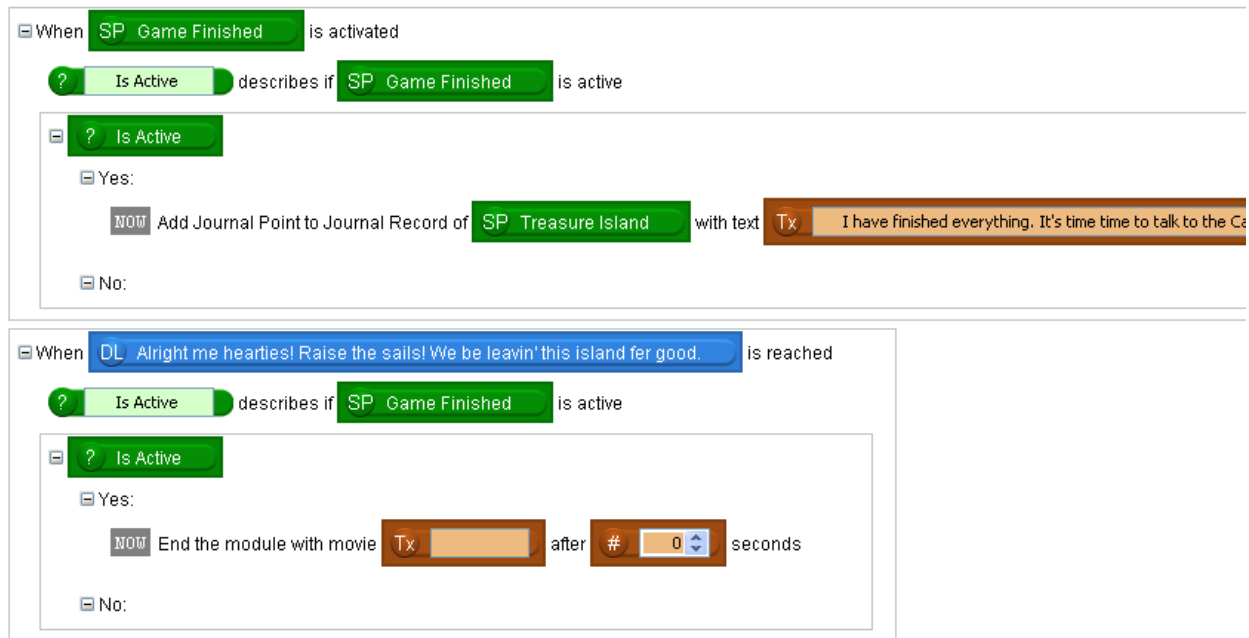 When SP Game Finished is activated
? Is Active describes if SP Game Finished is active
? Is Active
Yes:
NOW Add Journal Point to Journal Record of SP Treasure Island with text Tx I have finished everything. It's time time to talk to the Ca
No:
When DL Alright me hearties! Raise the sails! We be leavin' this island fer good. is reached
? Is Active describes if SP Game Finished is active
? Is Active
Yes:
NOW End the module with movie Tx after # 0 seconds
No: